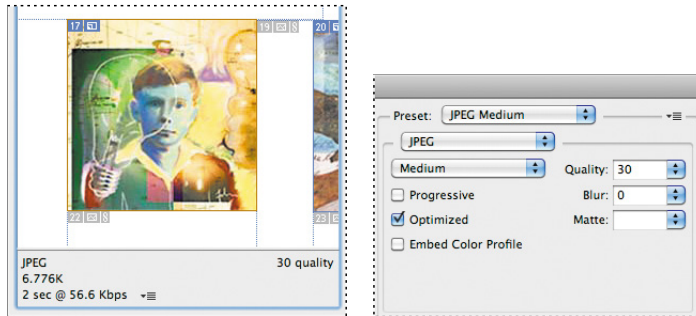 17
19 S
20
22 S
23
JPEG 30 quality
6.776K
2 sec @ 56.6 Kbps
Preset: JPEG Medium
JPEG
Medium Quality: 30
Progressive Blur: 0
Optimized Matte:
Embed Color Profile